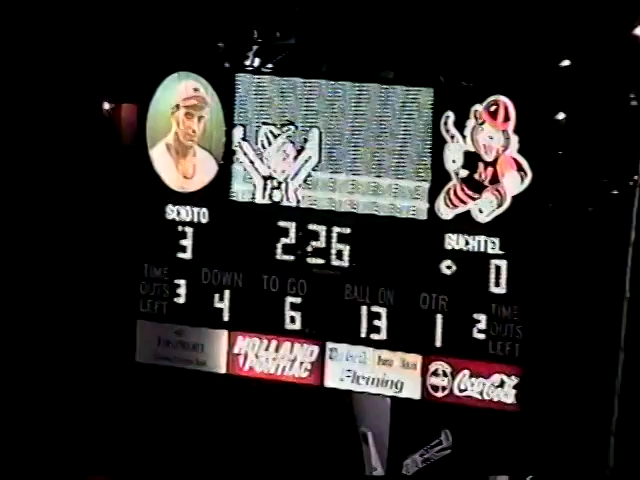 SCIOTO
3
2:26
BUCHTEL
0
TIME OUTS LEFT 3
DOWN 4
TO GO 6
BALL ON 13
QTR 1
2 TIME OUTS LEFT
HOLLAND PONTIAC
Fleming
Coca-Cola